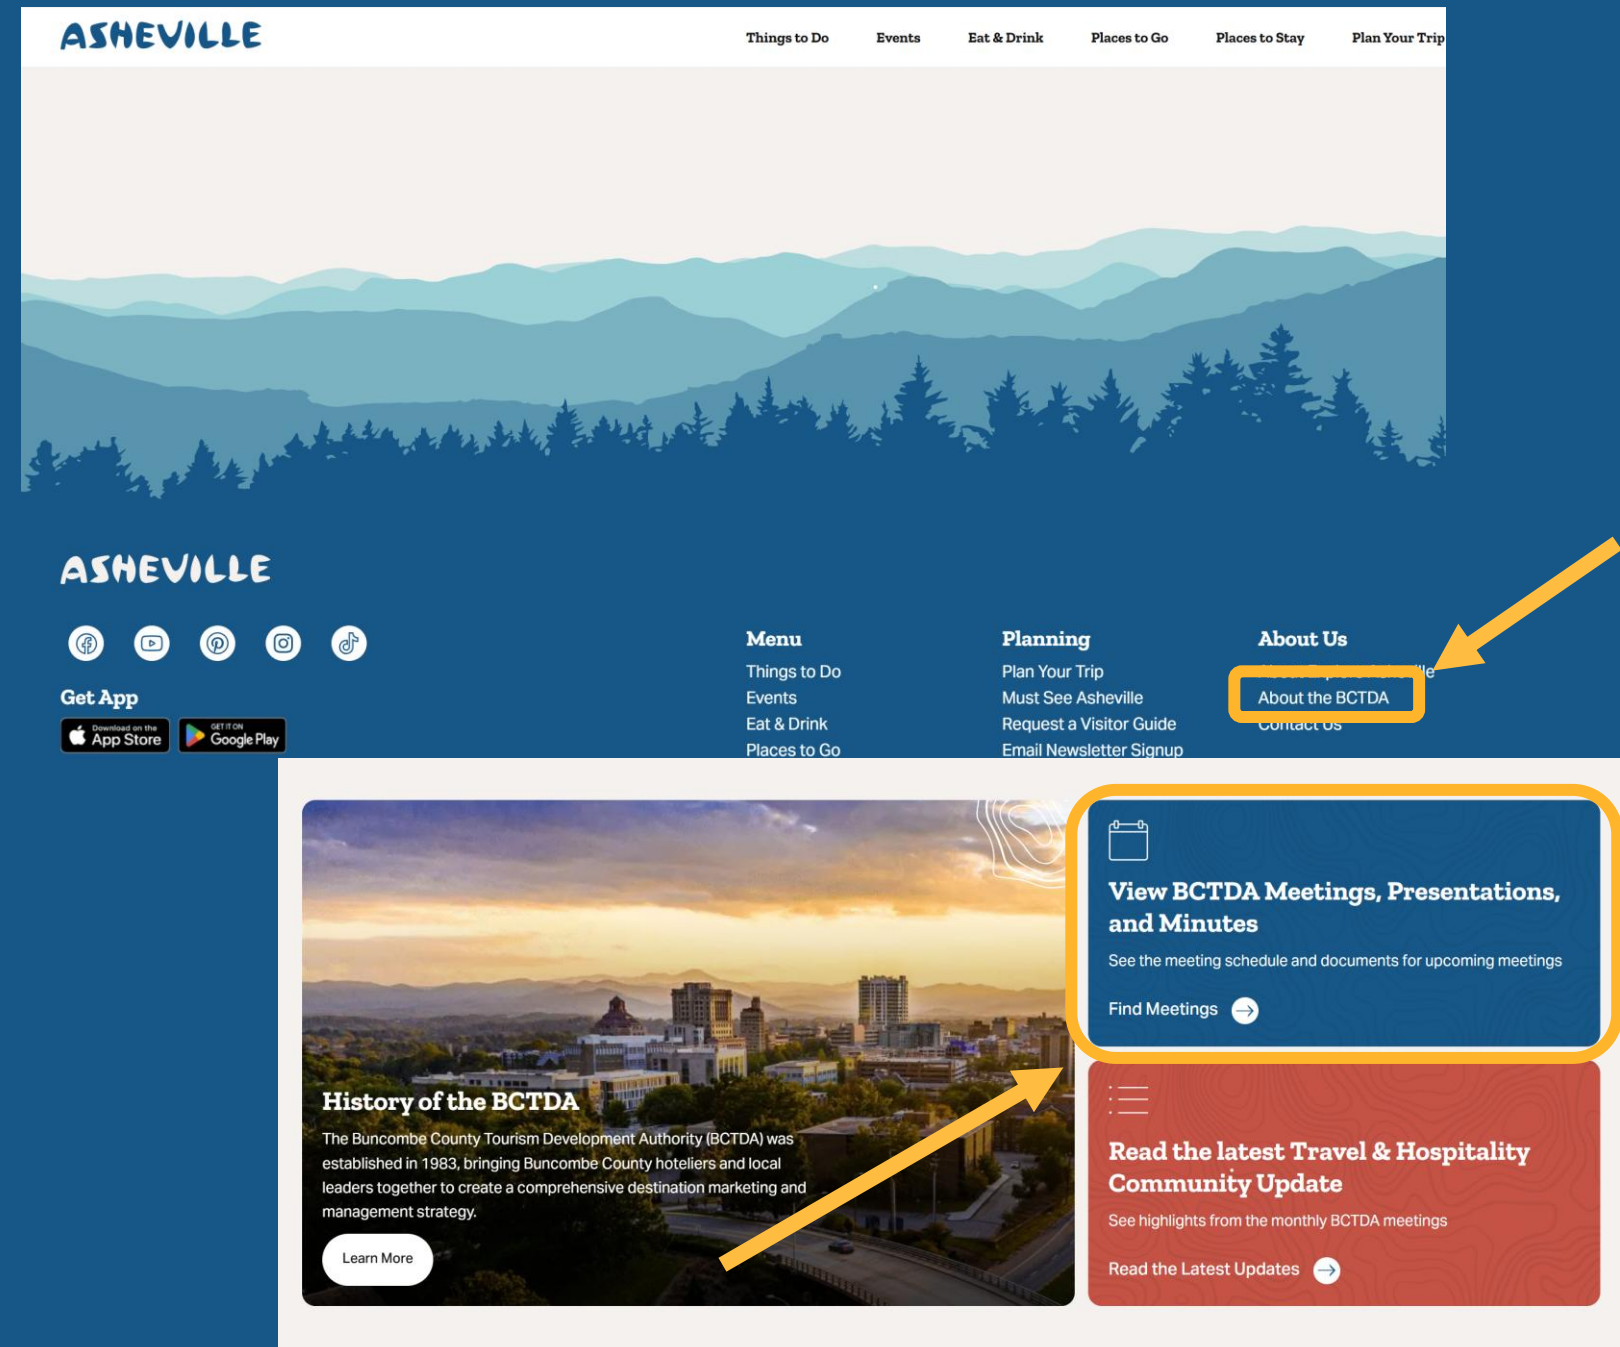 ASHEVILLE
Things to Do Events Eat & Drink Places to Go Places to Stay Plan Your Trip
ASHEVILLE
Get App
Download on the
App Store
GET IT ON
Google Play
Menu
Things to Do
Events
Eat & Drink
Places to Go
Planning
Plan Your Trip
Must See Asheville
Request a Visitor Guide
Email Newsletter Signup
About Us
About the BCTDA
Contact Us
History of the BCTDA
The Buncombe County Tourism Development Authority (BCTDA) was
established in 1983, bringing Buncombe County hoteliers and local
leaders together to create a comprehensive destination marketing and
management strategy.
Learn More
View BCTDA Meetings, Presentations,
and Minutes
See the meeting schedule and documents for upcoming meetings
Find Meetings
Read the latest Travel & Hospitality
Community Update
See highlights from the monthly BCTDA meetings
Read the Latest Updates